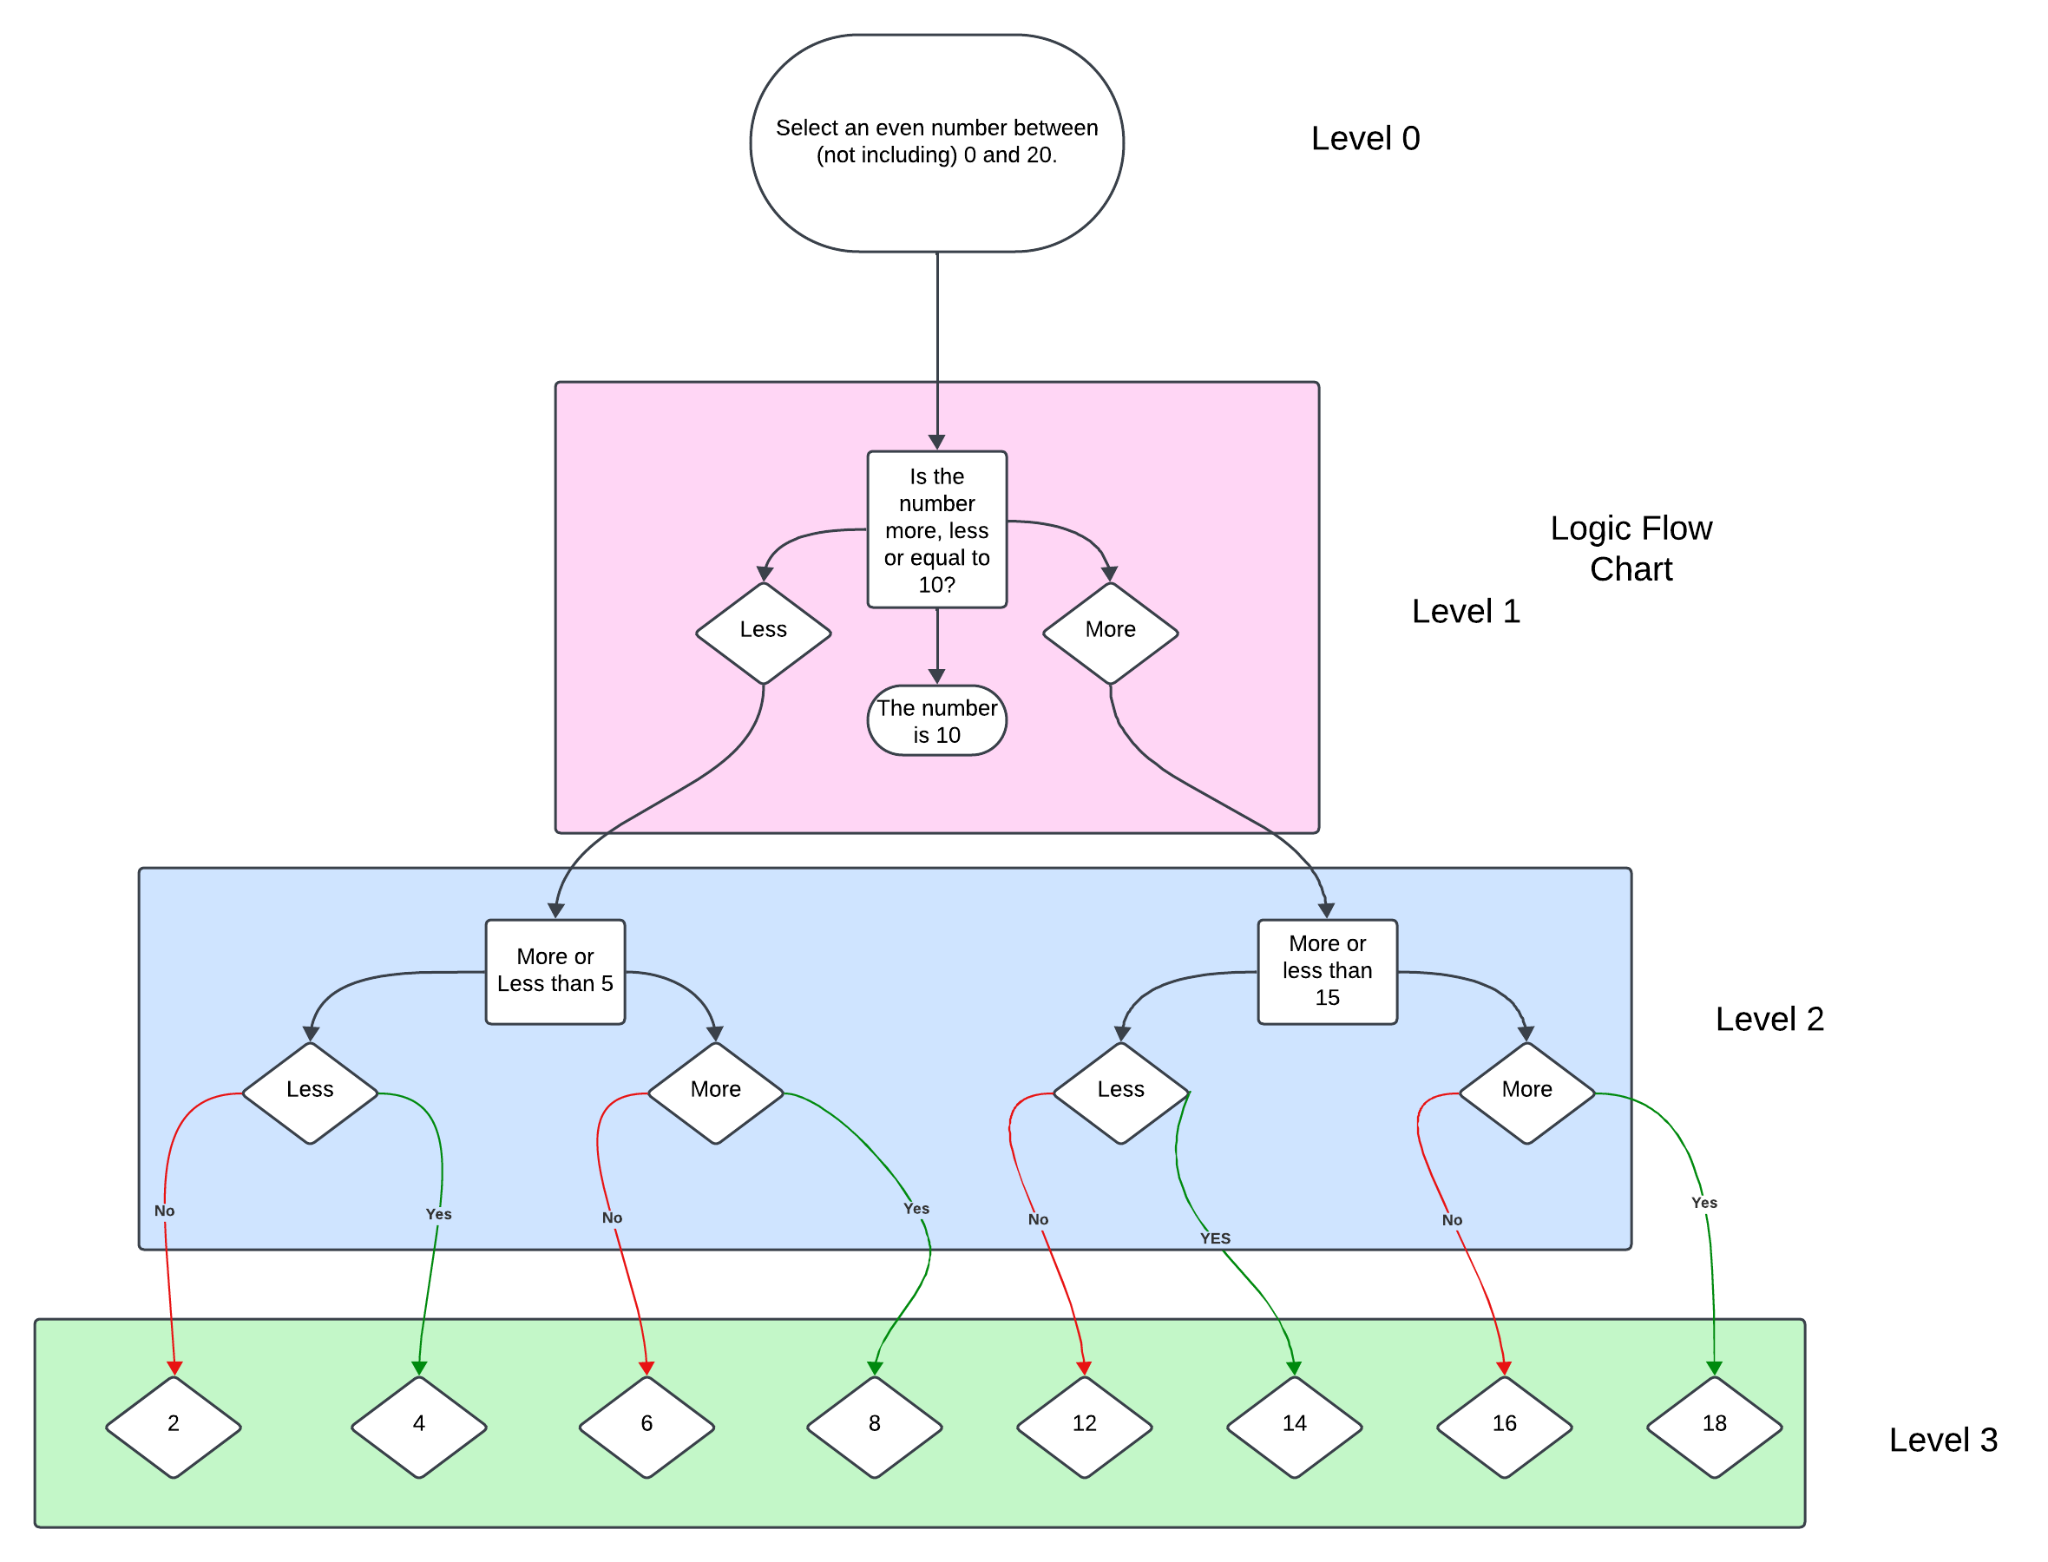 Select an even number between
(not including) 0 and 20.
Level 0
Is the
number
more, less
or equal to
10?
Logic Flow
Chart
Level 1
Less
More
The number
is 10
More or
Less than 5
More or
less than
15
Level 2
Less
More
Less
More
No
Yes
No
Yes
No
YES
No
Yes
2
4
6
8
12
14
16
18
Level 3